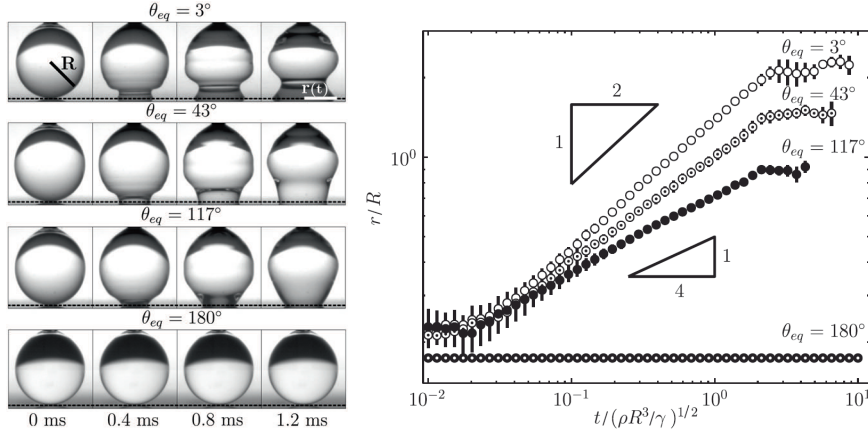 θeq = 3°
R
r(t)
θeq = 43°
θeq = 117°
θeq = 180°
0 ms 0.4 ms 0.8 ms 1.2 ms
θeq = 3°
θeq = 43°
θeq = 117°
θeq = 180°
2
1
1
4
10⁰
r/R
10⁻² 10⁻¹ 10⁰ 10¹
t/(ρR³/γ)^1/2